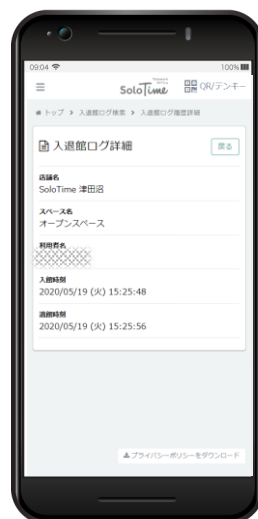 09:04
100%
SoloTime
QR/テンキー
トップ > 入退館ログ検索 > 入退館ログ履歴詳細
入退館ログ詳細
戻る
店舗名
SoloTime 津田沼
スペース名
オープンスペース
利用者名
入館時刻
2020/05/19 (火) 15:25:48
退館時刻
2020/05/19 (火) 15:25:56
プライバシーポリシーをダウンロード